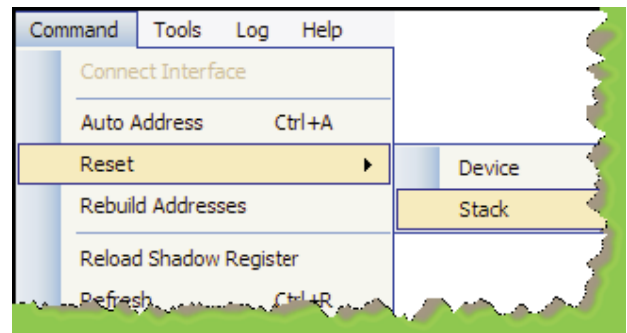 Command Tools Log Help
Connect Interface
Auto Address Ctrl+A
Reset
Device
Rebuild Addresses
Stack
Reload Shadow Register
Refresh Ctrl+R